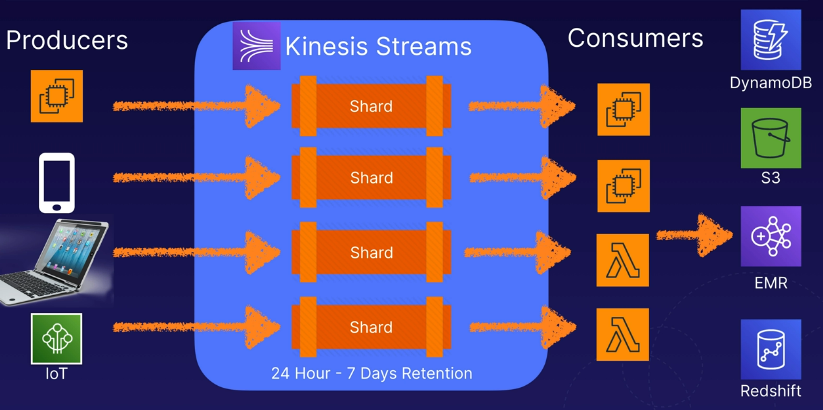 Producers
Kinesis Streams
Consumers
DynamoDB
Shard
Shard
S3
Shard
EMR
Shard
IoT
24 Hour - 7 Days Retention
Redshift